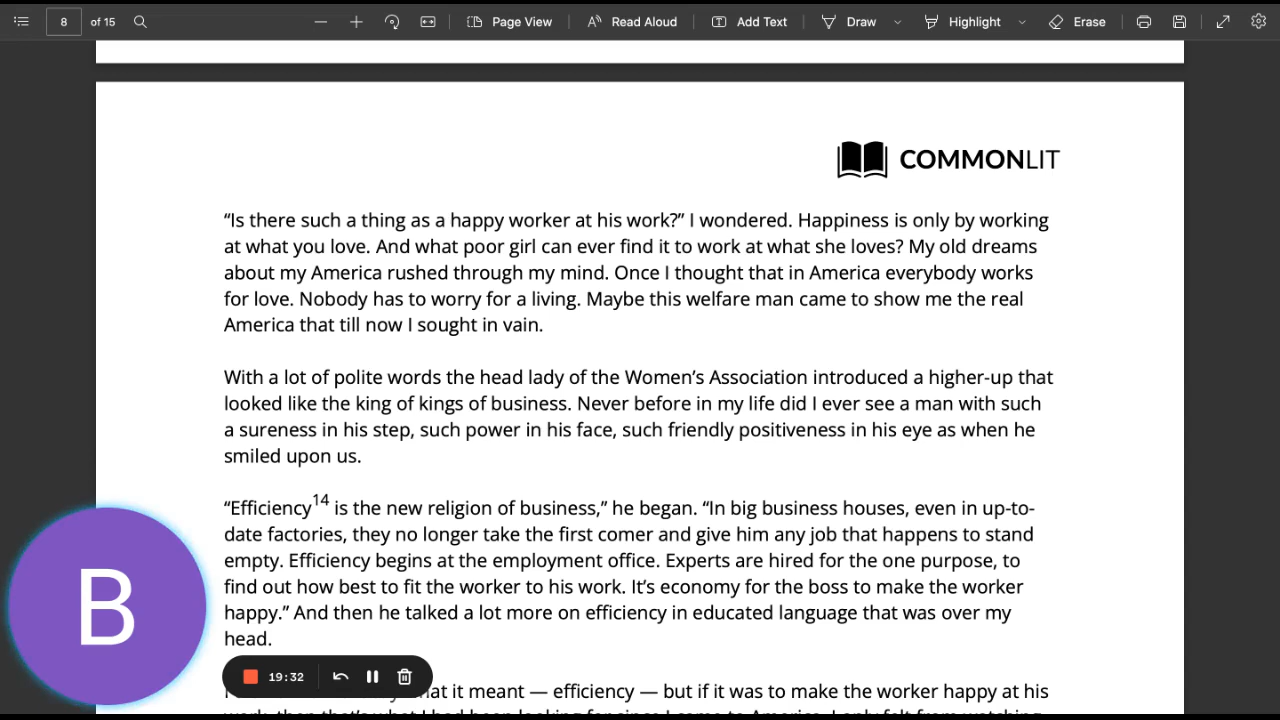 8 of 15 Page View Read Aloud Add Text Draw Highlight Erase
COMMONLIT
“Is there such a thing as a happy worker at his work?” I wondered. Happiness is only by working
at what you love. And what poor girl can ever find it to work at what she loves? My old dreams
about my America rushed through my mind. Once I thought that in America everybody works
for love. Nobody has to worry for a living. Maybe this welfare man came to show me the real
America that till now I sought in vain.
With a lot of polite words the head lady of the Women’s Association introduced a higher-up that
looked like the king of kings of business. Never before in my life did I ever see a man with such
a sureness in his step, such power in his face, such friendly positiveness in his eye as when he
smiled upon us.
“Efficiency14 is the new religion of business,” he began. “In big business houses, even in up-to-
date factories, they no longer take the first comer and give him any job that happens to stand
empty. Efficiency begins at the employment office. Experts are hired for the one purpose, to
find out how best to fit the worker to his work. It’s economy for the boss to make the worker
happy.” And then he talked a lot more on efficiency in educated language that was over my
head.
B
19:32
it meant — efficiency — but if it was to make the worker happy at his